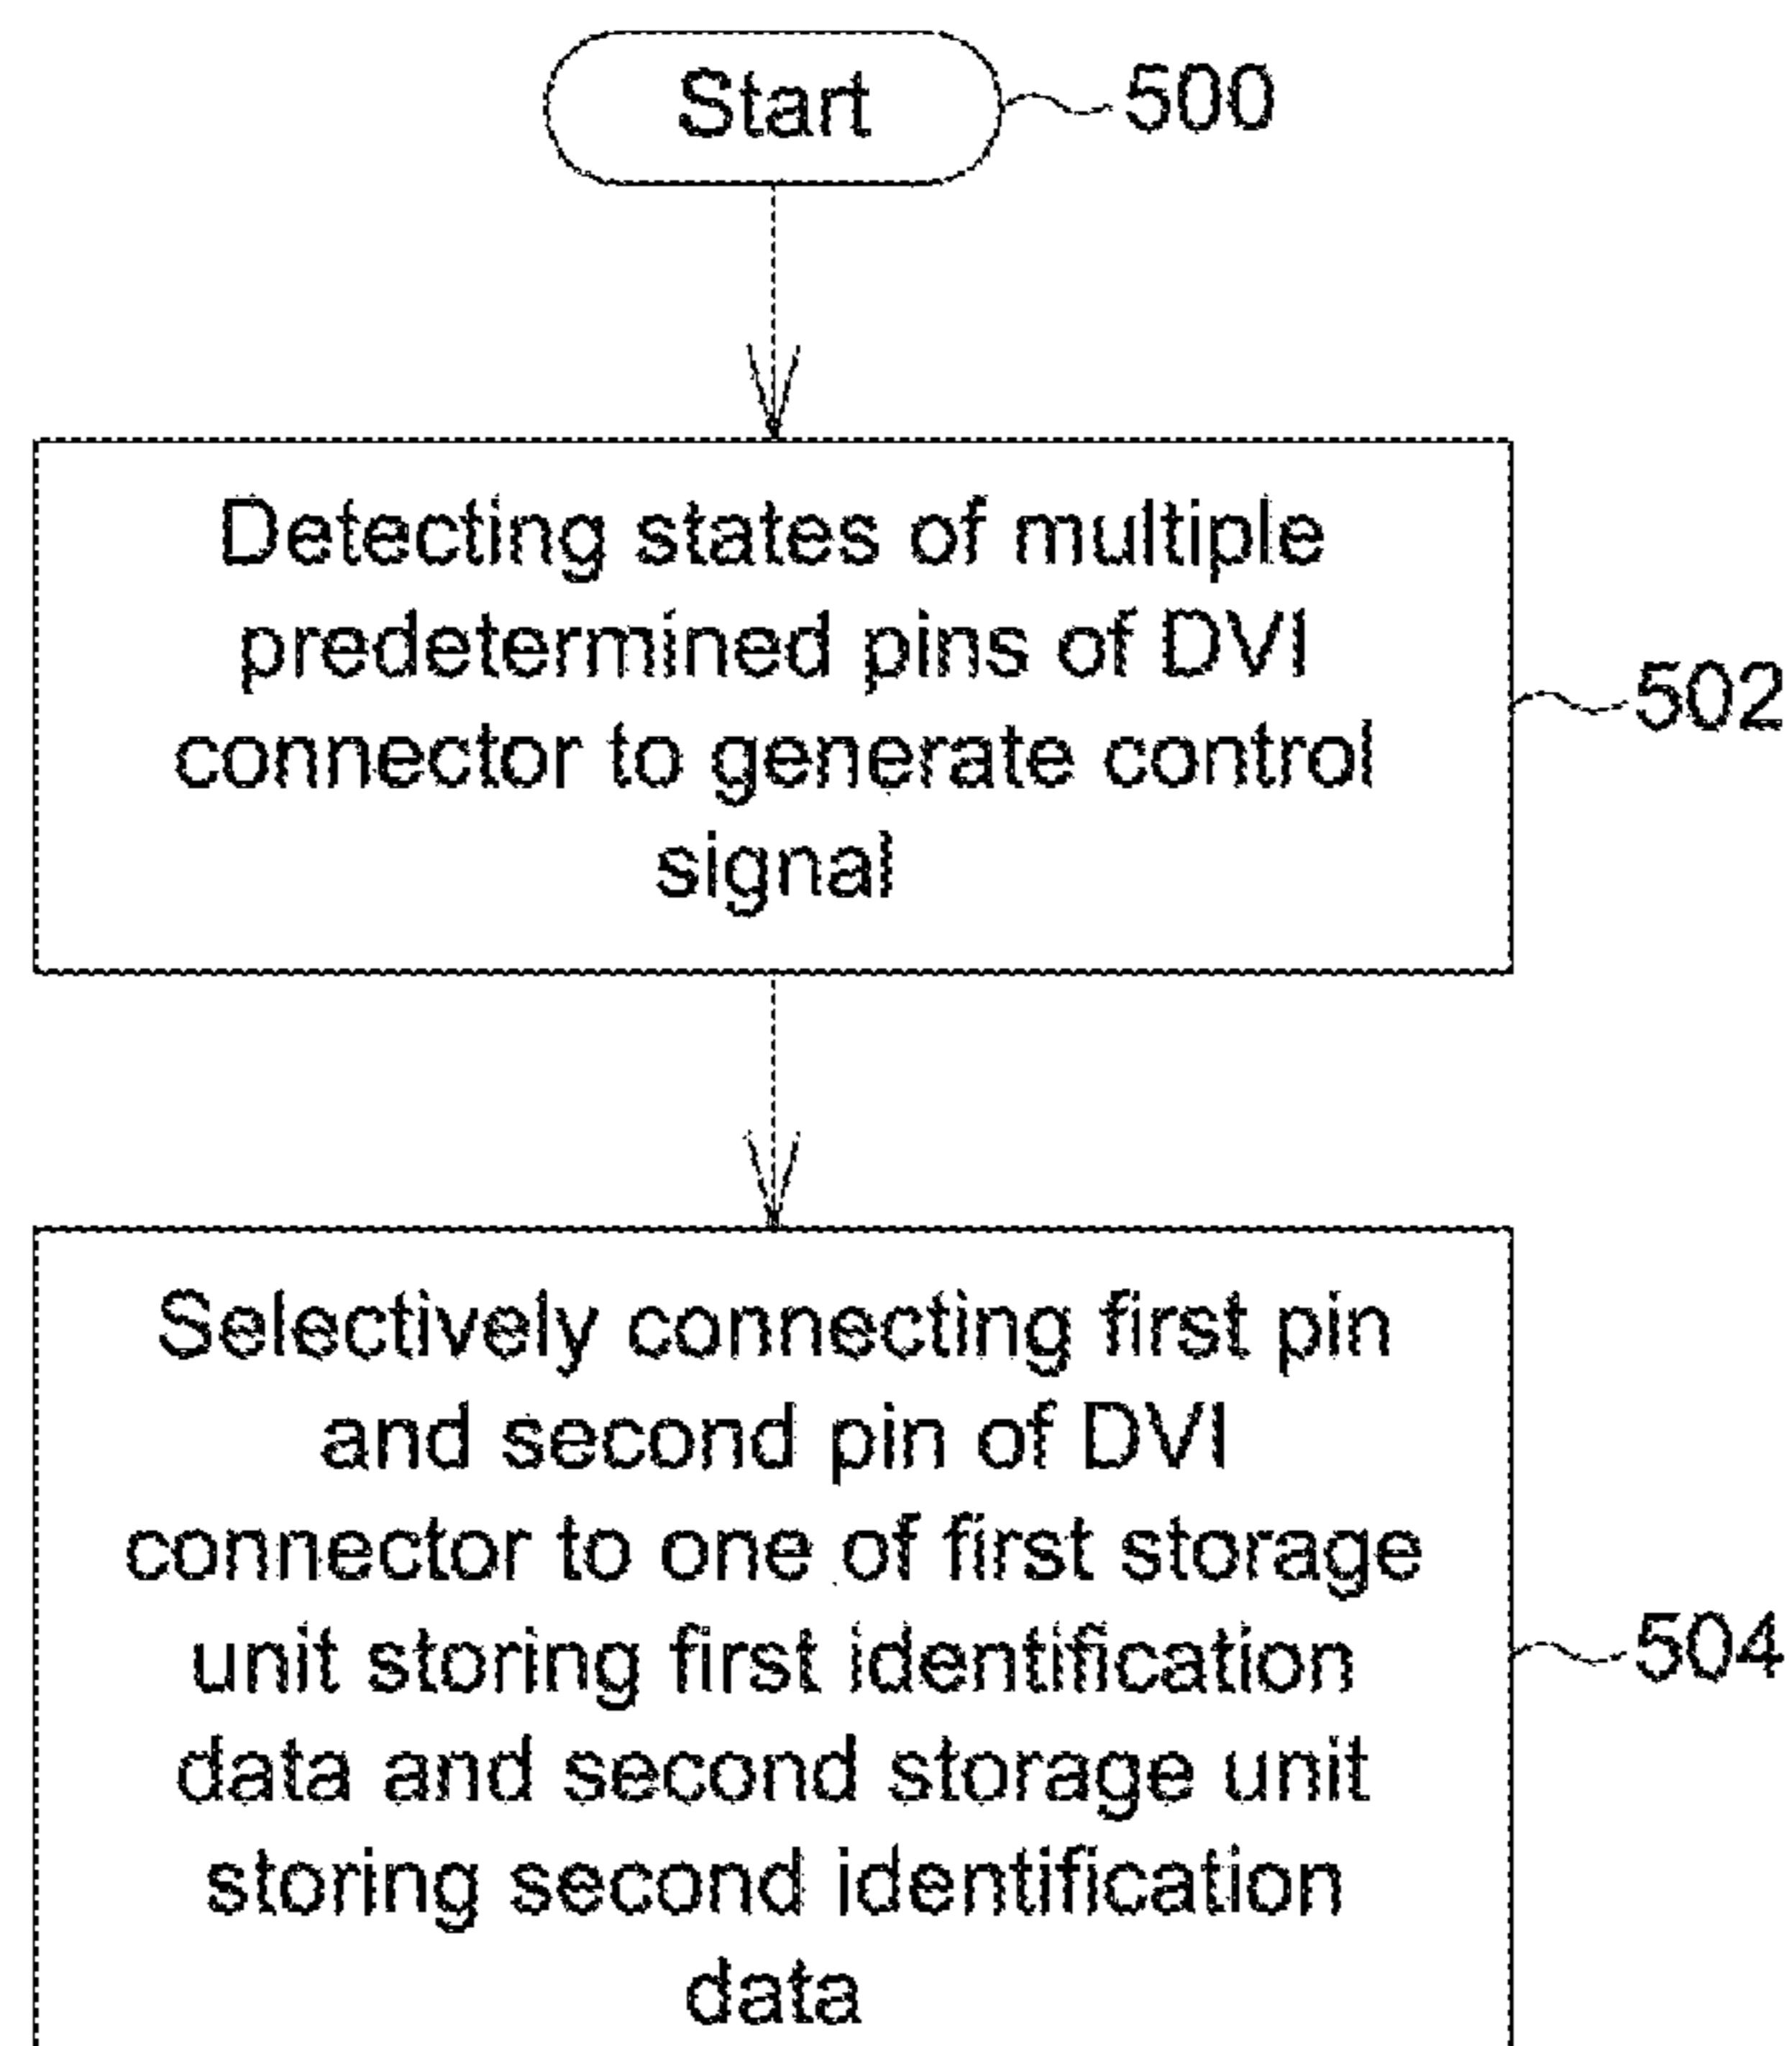 Start
500
Detecting states of multiple
predetermined pins of DVI
connector to generate control
signal
502
Selectively connecting first pin
and second pin of DVI
connector to one of first storage
unit storing first identification
data and second storage unit
storing second identification
data
504